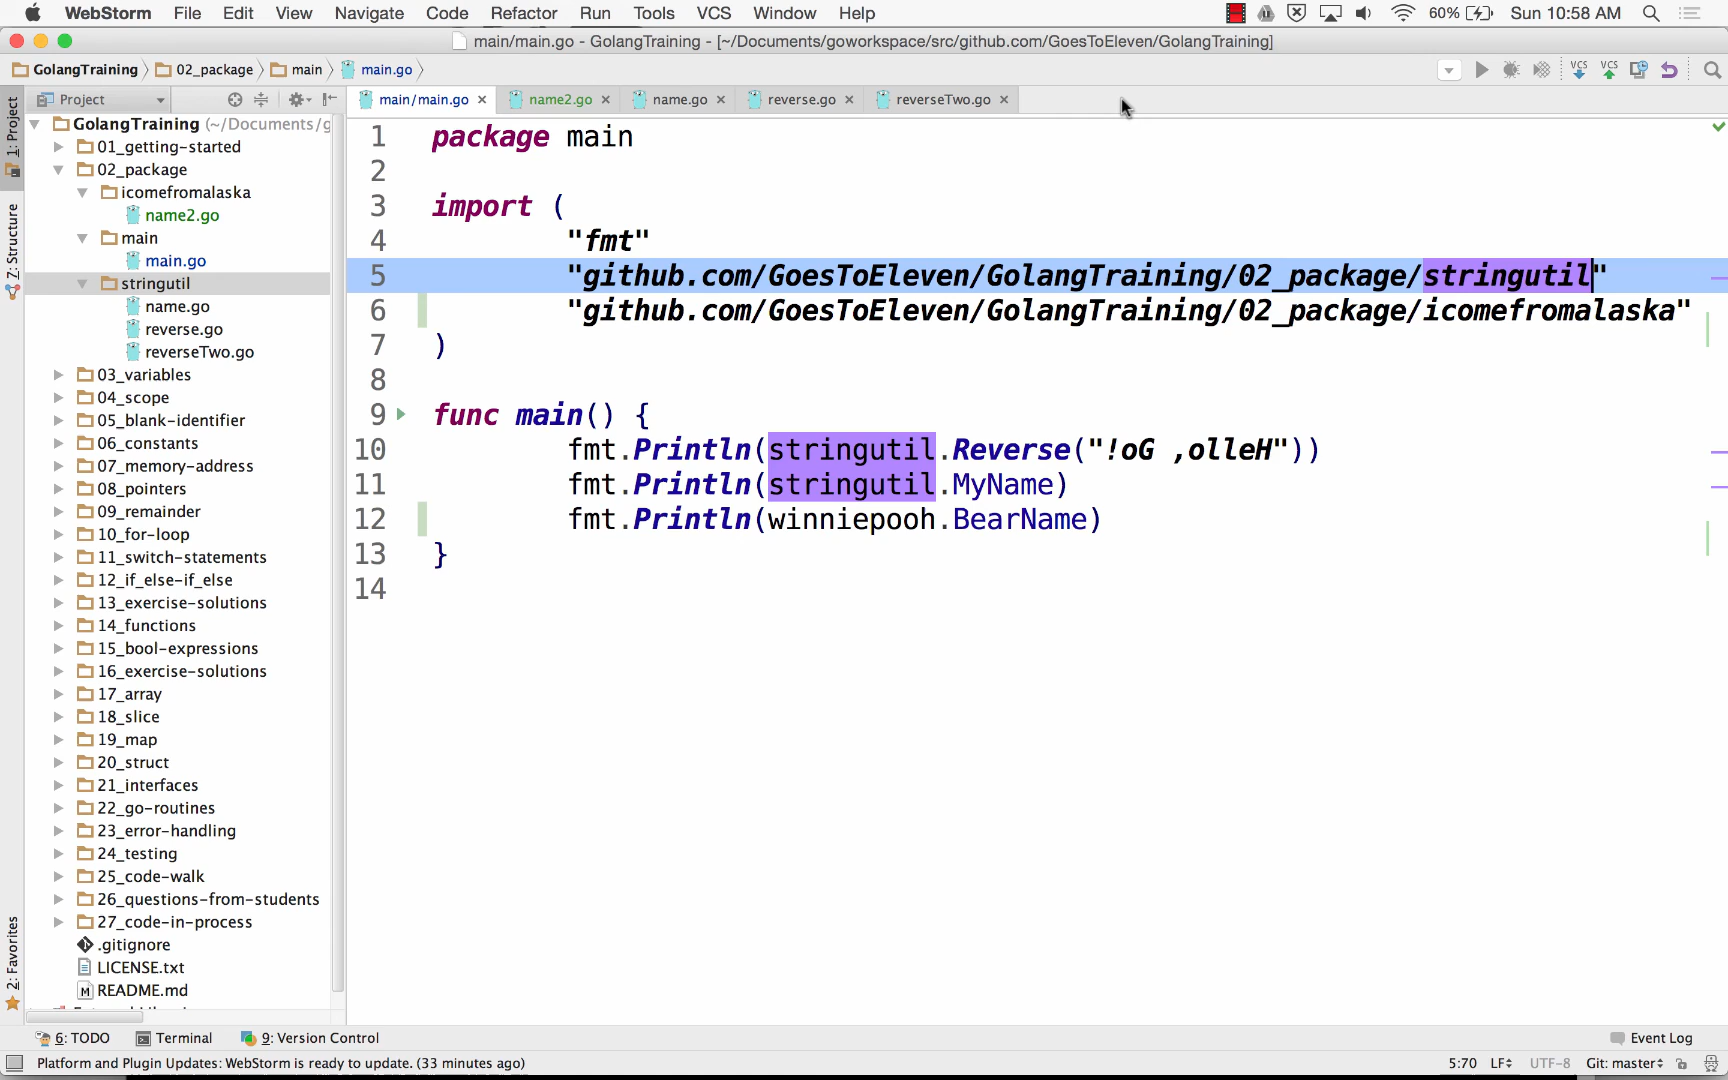 WebStorm File Edit View Navigate Code Refactor Run Tools VCS Window Help 60% Sun 10:58 AM
main/main.go - GolangTraining - [~/Documents/goworkspace/src/github.com/GoesToEleven/GolangTraining]
GolangTraining 02_package main main.go VCS VCS
Project main/main.go name2.go name.go reverse.go reverseTwo.go
1: Project
Z: Structure
2: Favorites
GolangTraining (~/Documents/g
01_getting-started
02_package
icomefromalaska
name2.go
main
main.go
stringutil
name.go
reverse.go
reverseTwo.go
03_variables
04_scope
05_blank-identifier
06_constants
07_memory-address
08_pointers
09_remainder
10_for-loop
11_switch-statements
12_if_else-if_else
13_exercise-solutions
14_functions
15_bool-expressions
16_exercise-solutions
17_array
18_slice
19_map
20_struct
21_interfaces
22_go-routines
23_error-handling
24_testing
25_code-walk
26_questions-from-students
27_code-in-process
.gitignore
LICENSE.txt
README.md
1 package main
2
3 import (
4 "fmt"
5 "github.com/GoesToEleven/GolangTraining/02_package/stringutil"
6 "github.com/GoesToEleven/GolangTraining/02_package/icomefromalaska"
7 )
8
9 func main() {
10 fmt.Println(stringutil.Reverse("!oG ,olleH"))
11 fmt.Println(stringutil.MyName)
12 fmt.Println(winniepooh.BearName)
13 }
14
6: TODO Terminal 9: Version Control Event Log
Platform and Plugin Updates: WebStorm is ready to update. (33 minutes ago) 5:70 LF UTF-8 Git: master